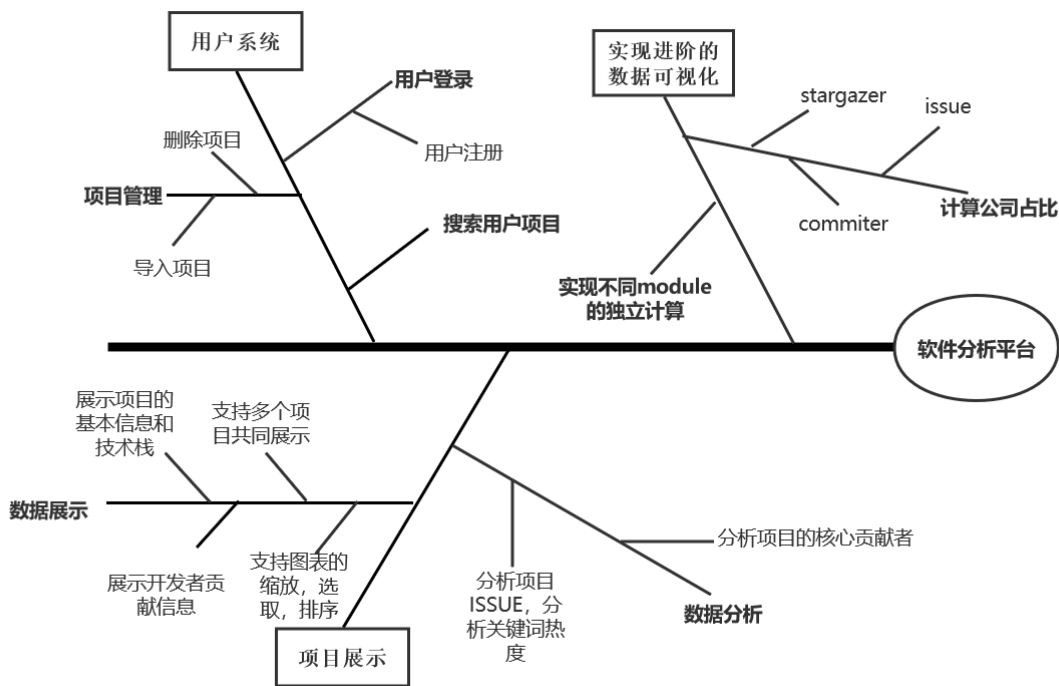 用户系统
实现进阶的
数据可视化
用户登录
stargazer
issue
删除项目
用户注册
项目管理
计算公司占比
搜索用户项目
commiter
导入项目
实现不同module
的独立计算
软件分析平台
展示项目的
基本信息和
技术栈
支持多个项
目共同展示
数据展示
分析项目的核心贡献者
展示开发者贡
献信息
支持图表的
缩放，选
取，排序
分析项目
ISSUE，分
析关键词热
度
数据分析
项目展示